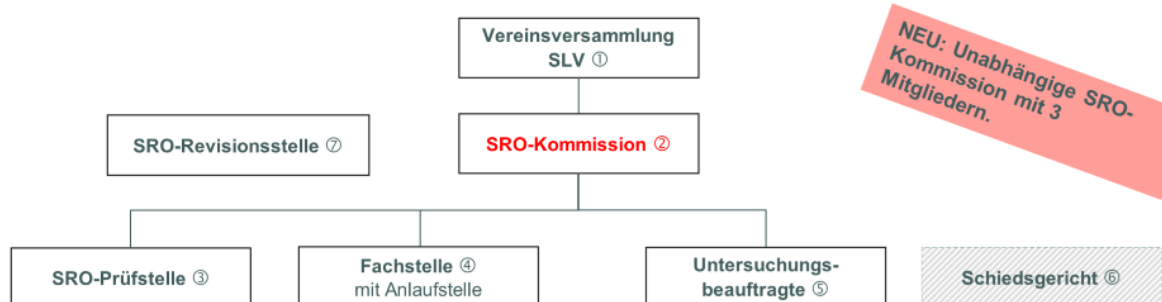 Vereinsversammlung
SLV ①
NEU: Unabhängige SRO-
Kommission mit 3
Mitgliedern.
SRO-Revisionsstelle ⑦
SRO-Kommission ②
SRO-Prüfstelle ③
Fachstelle ④
mit Anlaufstelle
Untersuchungs-
beauftragte ⑤
Schiedsgericht ⑥